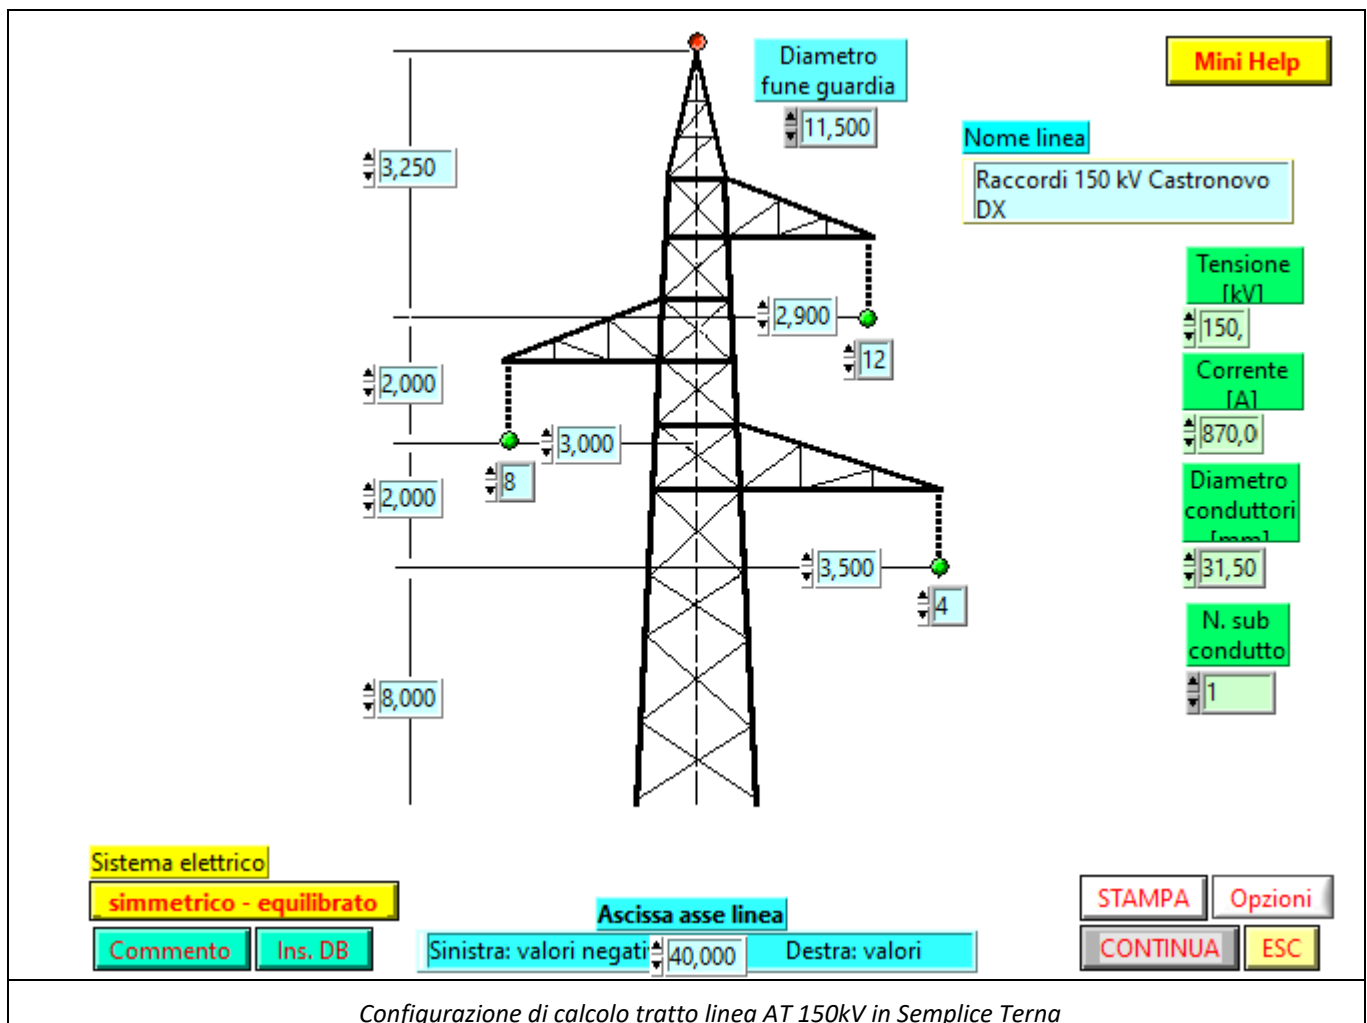 Diametro
fune guardia
11,500
Mini Help
Nome linea
Raccordi 150 kV Castronovo
DX
3,250
Tensione
[kV]
150,
2,900
12
Corrente
[A]
870,0
2,000
3,000
8
2,000
Diametro
conduttori
[mm]
31,50
3,500
4
N. sub
condutto
1
8,000
Sistema elettrico
simmetrico - equilibrato
Commento
Ins. DB
Ascissa asse linea
Sinistra: valori negati
40,000
Destra: valori
STAMPA
Opzioni
CONTINUA
ESC
Configurazione di calcolo tratto linea AT 150kV in Semplice Terna